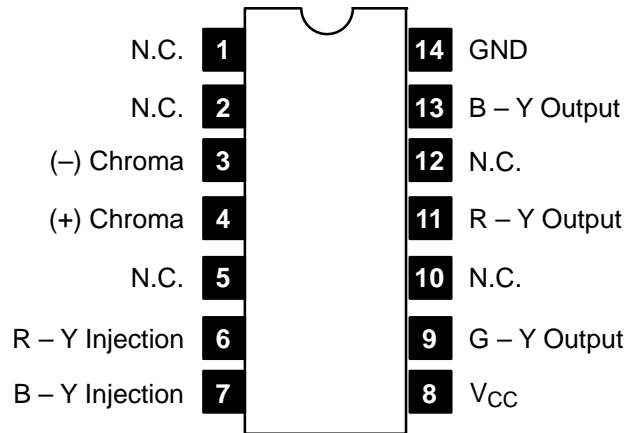 N.C. 1 14 GND
N.C. 2 13 B – Y Output
(–) Chroma 3 12 N.C.
(+) Chroma 4 11 R – Y Output
N.C. 5 10 N.C.
R – Y Injection 6 9 G – Y Output
B – Y Injection 7 8 VCC